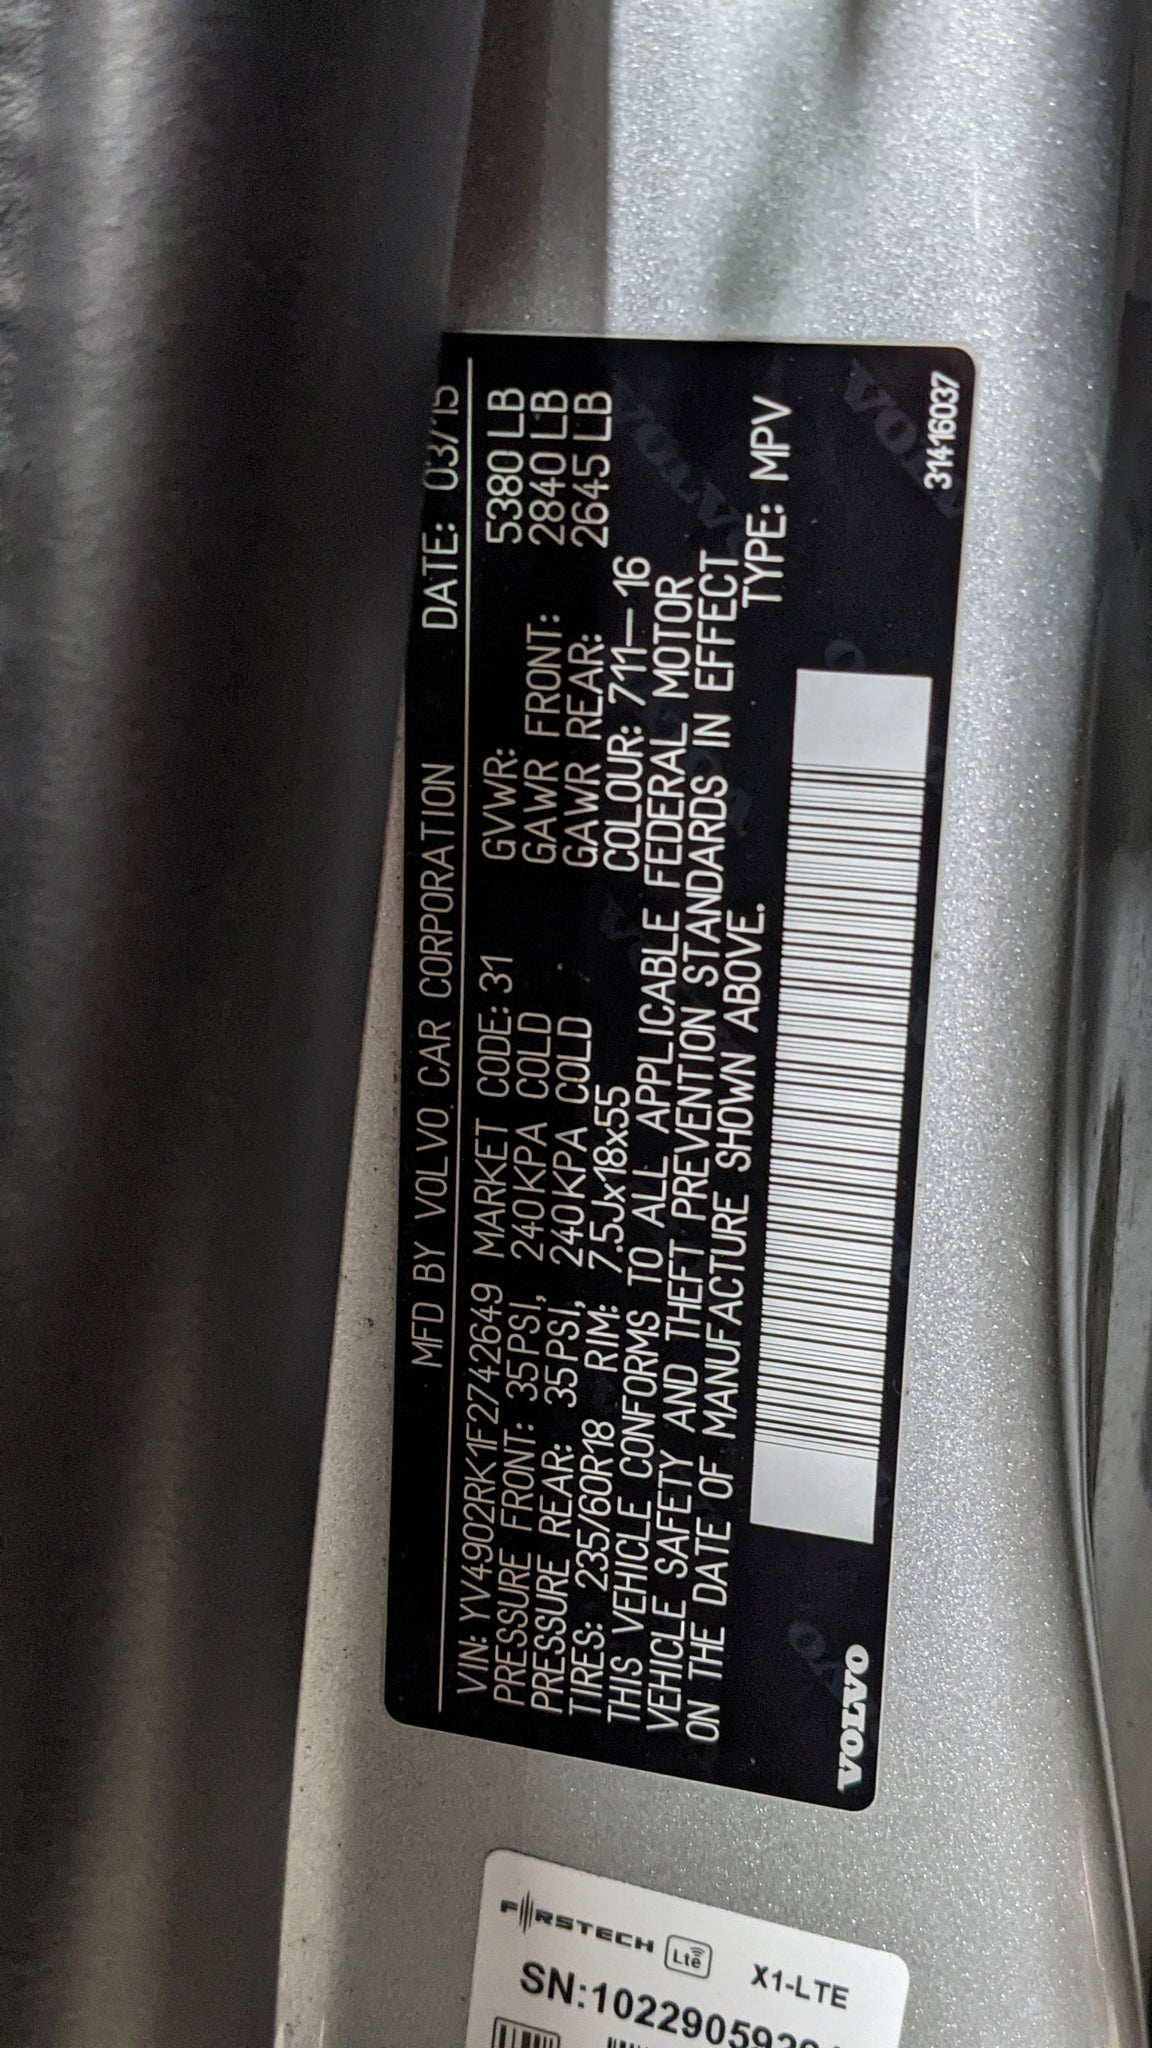 MFD BY VOLVO CAR CORPORATION DATE: 03/15
VIN: YV4902RK1F2742649 MARKET CODE: 31 GVWR: 5380 LB
PRESSURE FRONT: 35PSI, 240KPA COLD GAWR FRONT: 2840 LB
PRESSURE REAR: 35PSI, 240KPA COLD GAWR REAR: 2645 LB
TIRES: 235/60R18 RIM: 7.5Jx18x55 COLOUR: 711—16
THIS VEHICLE CONFORMS TO ALL APPLICABLE FEDERAL MOTOR
VEHICLE SAFETY AND THEFT PREVENTION STANDARDS IN EFFECT
ON THE DATE OF MANUFACTURE SHOWN ABOVE. TYPE: MPV
VOLVO 31416037
FIRSTECH Lte X1-LTE